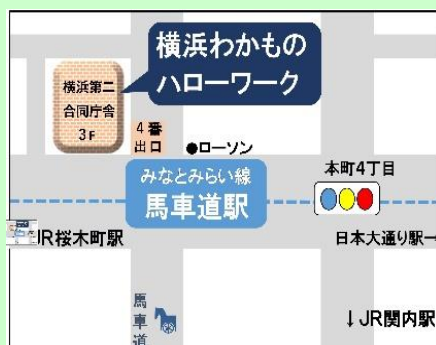 横浜わかもの
ハローワーク
横浜第二
合同庁舎
3F
4番
出口
●ローソン
みなとみらい線
馬車道駅
本町4丁目
JR桜木町駅
日本大通り駅→
馬車道
↓JR関内駅